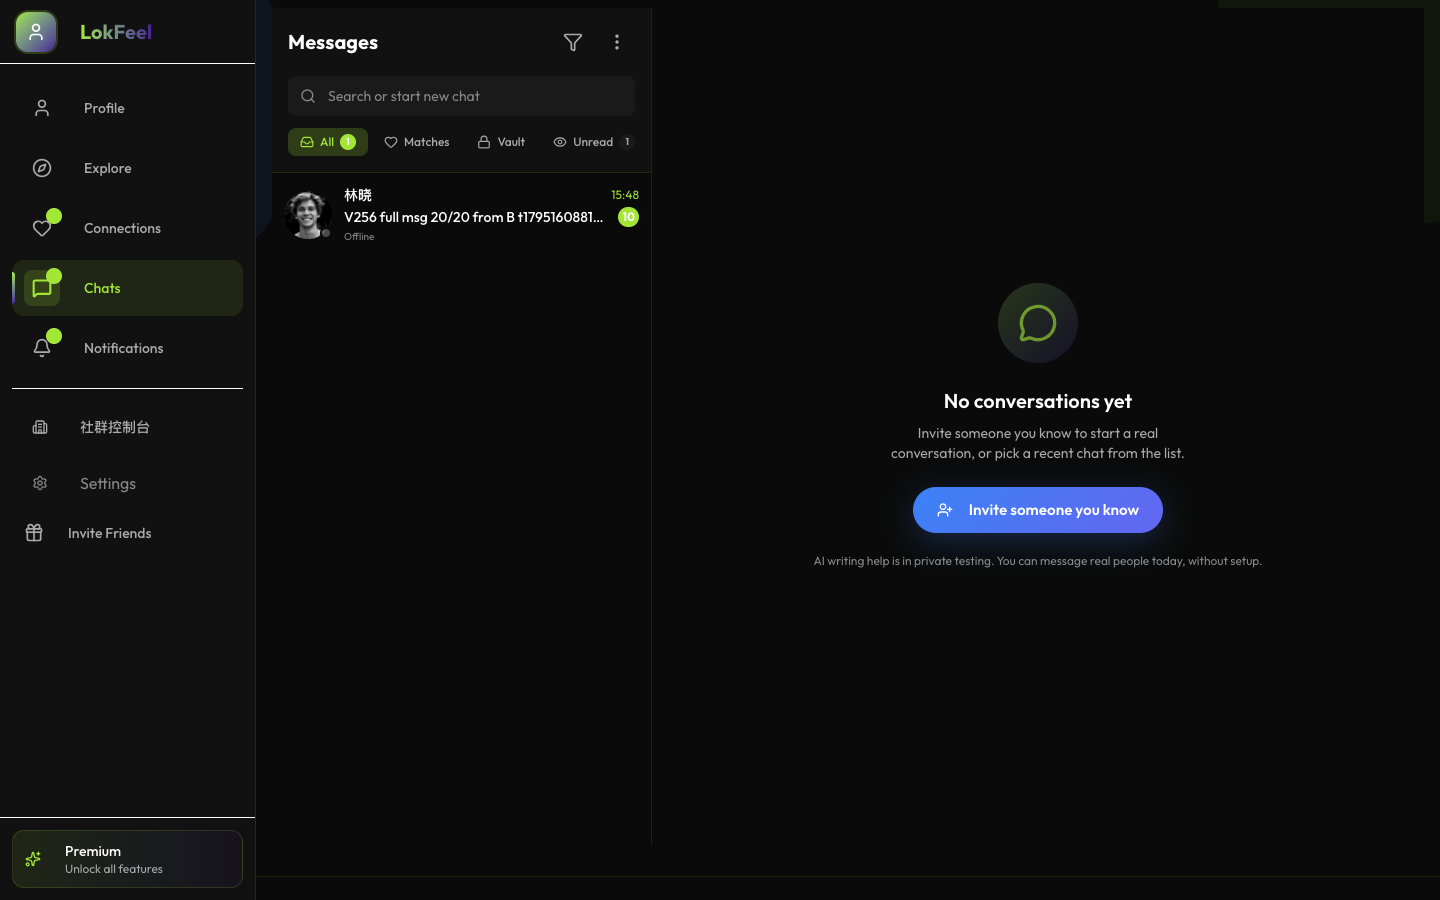 LokFeel
Profile
Explore
Connections
Chats
Notifications
社群控制台
Settings
Invite Friends
Premium
Unlock all features
Messages
Search or start new chat
All 1 Matches Vault Unread 1
林晓 15:48
V256 full msg 20/20 from B t1795160881... 10
Offline
No conversations yet
Invite someone you know to start a real
conversation, or pick a recent chat from the list.
Invite someone you know
AI writing help is in private testing. You can message real people today, without setup.